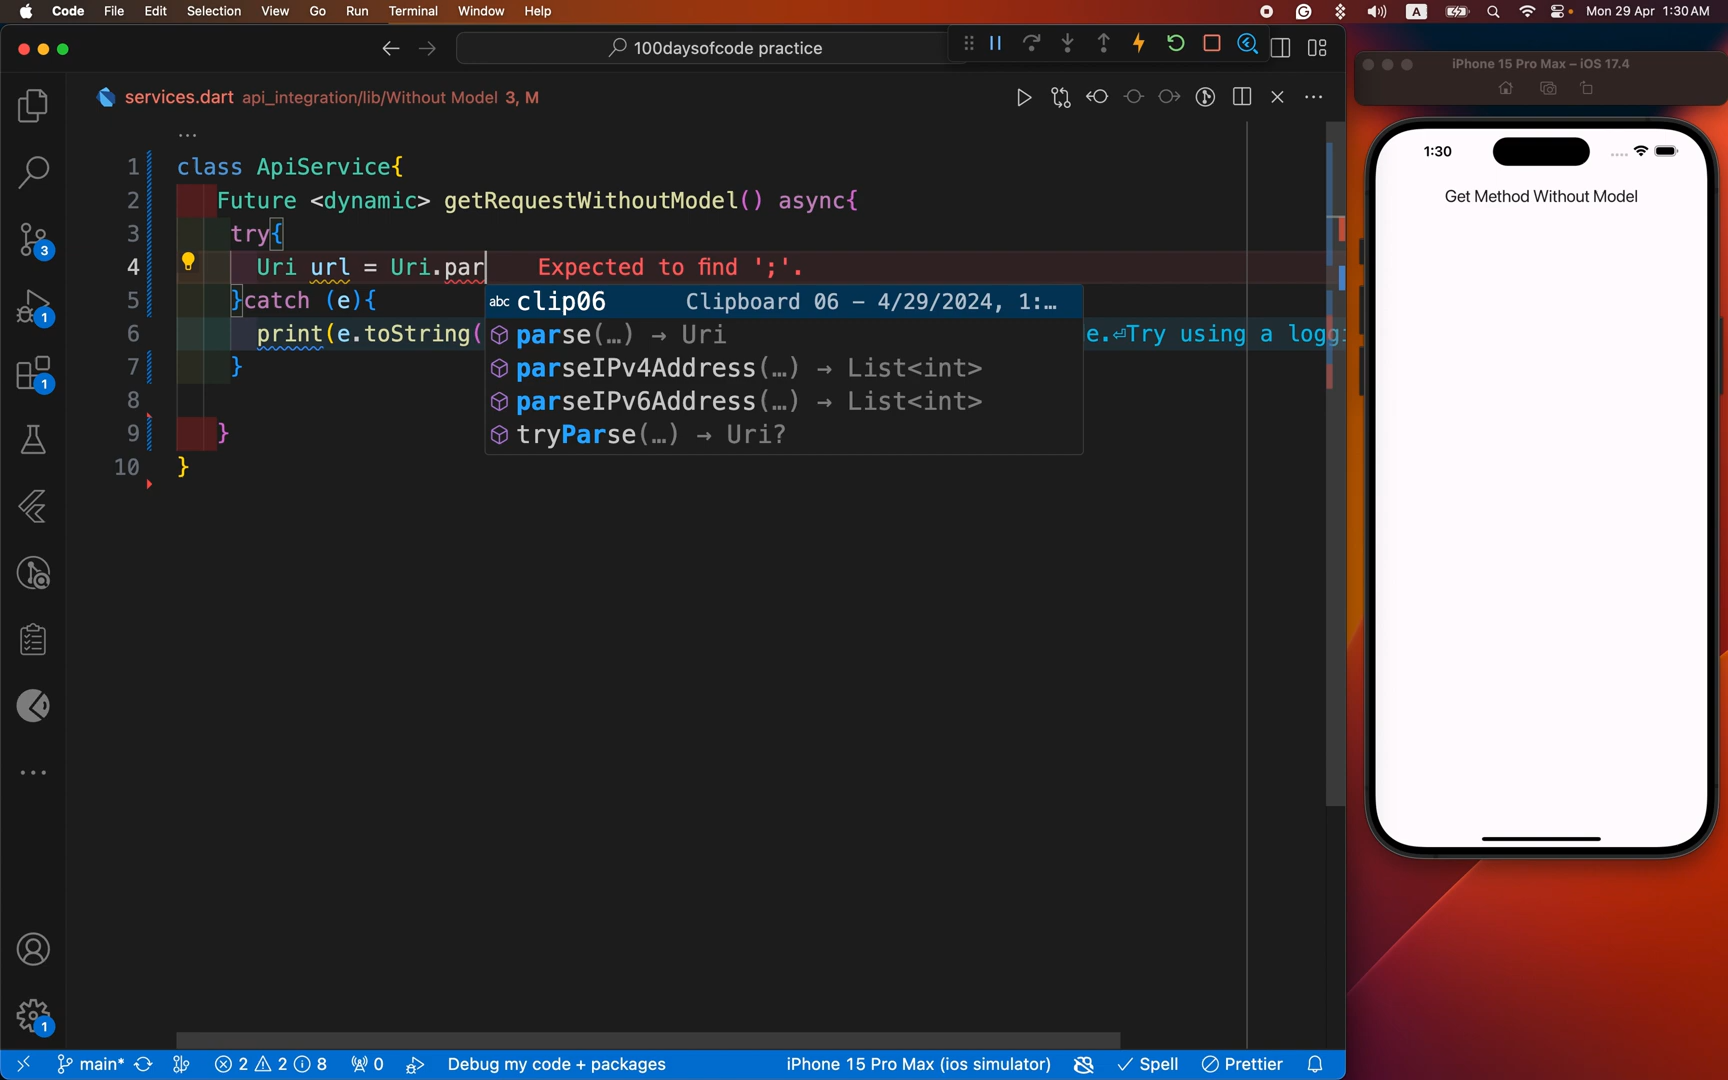 Code File Edit Selection View Go Run Terminal Window Help A Mon 29 Apr 1:30 AM
100daysofcode practice
iPhone 15 Pro Max – iOS 17.4
services.dart api_integration/lib/Without Model 3, M
...
1 class ApiService{
2 Future <dynamic> getRequestWithoutModel() async{
3 try{
4 Uri url = Uri.par Expected to find ';'.
5 }catch (e){
6 print(e.toString( e.⏎Try using a logg
7 }
8
9 }
10 }
abc clip06 Clipboard 06 – 4/29/2024, 1:…
parse(…) → Uri
parseIPv4Address(…) → List<int>
parseIPv6Address(…) → List<int>
tryParse(…) → Uri?
3
1
1
1
1:30
Get Method Without Model
main* 2 2 8 0 Debug my code + packages iPhone 15 Pro Max (ios simulator) Spell Prettier